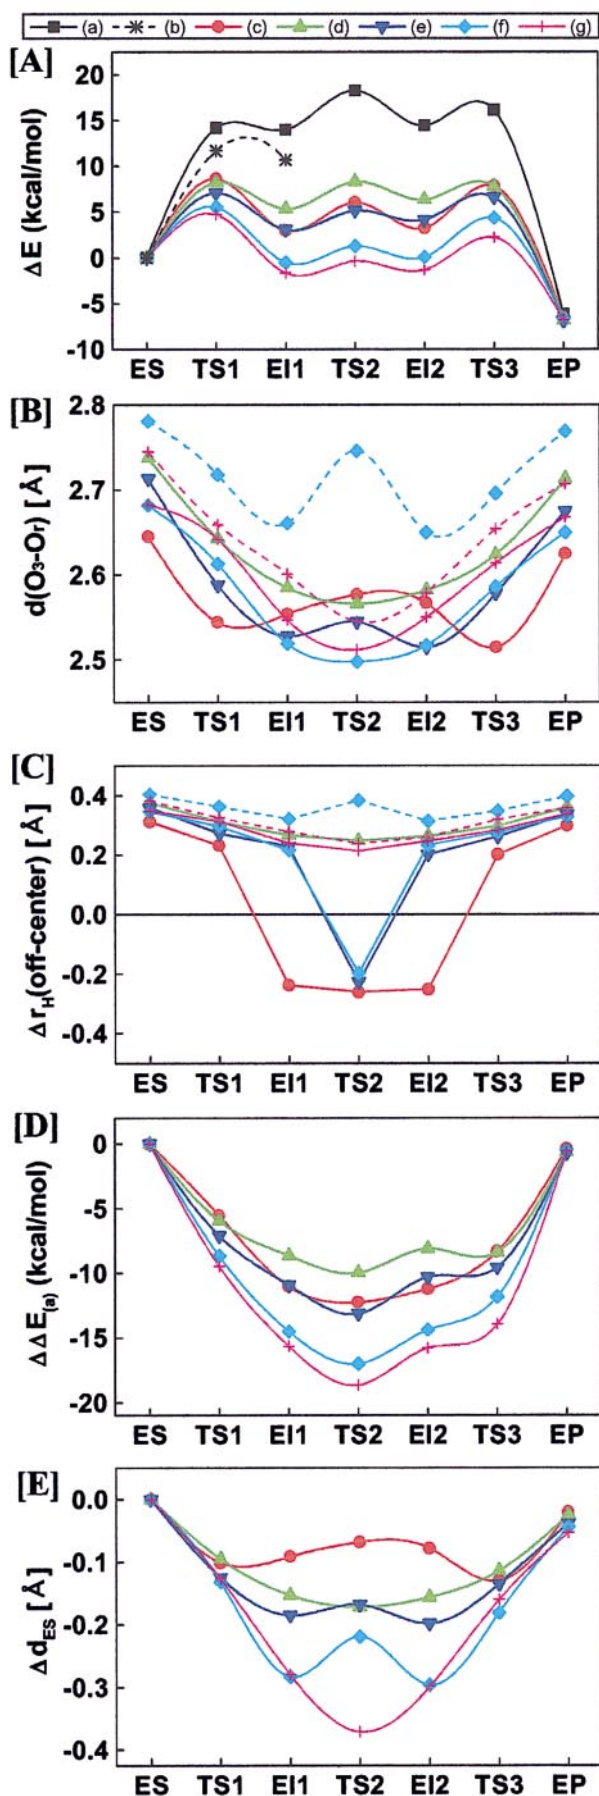 (a) (b) (c) (d) (e) (f) (g)
[A]
ΔE (kcal/mol)
20
15
10
5
0
-5
-10
ES TS1 EI1 TS2 EI2 TS3 EP
[B]
d(O3-Or) [Å]
2.8
2.7
2.6
2.5
ES TS1 EI1 TS2 EI2 TS3 EP
[C]
ΔrH(off-center) [Å]
0.4
0.2
0.0
-0.2
-0.4
ES TS1 EI1 TS2 EI2 TS3 EP
[D]
ΔΔE(a) (kcal/mol)
0
-5
-10
-15
-20
ES TS1 EI1 TS2 EI2 TS3 EP
[E]
ΔdES [Å]
0.0
-0.1
-0.2
-0.3
-0.4
ES TS1 EI1 TS2 EI2 TS3 EP